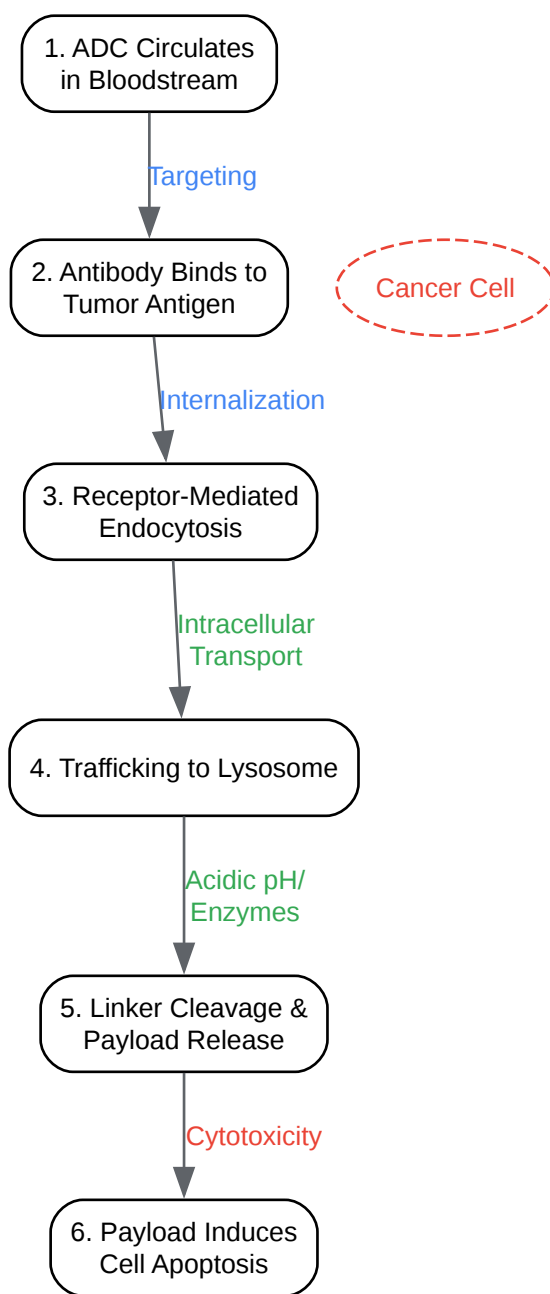 1. ADC Circulates
in Bloodstream
Targeting
2. Antibody Binds to
Tumor Antigen
Cancer Cell
Internalization
3. Receptor-Mediated
Endocytosis
Intracellular
Transport
4. Trafficking to Lysosome
Acidic pH/
Enzymes
5. Linker Cleavage &
Payload Release
Cytotoxicity
6. Payload Induces
Cell Apoptosis